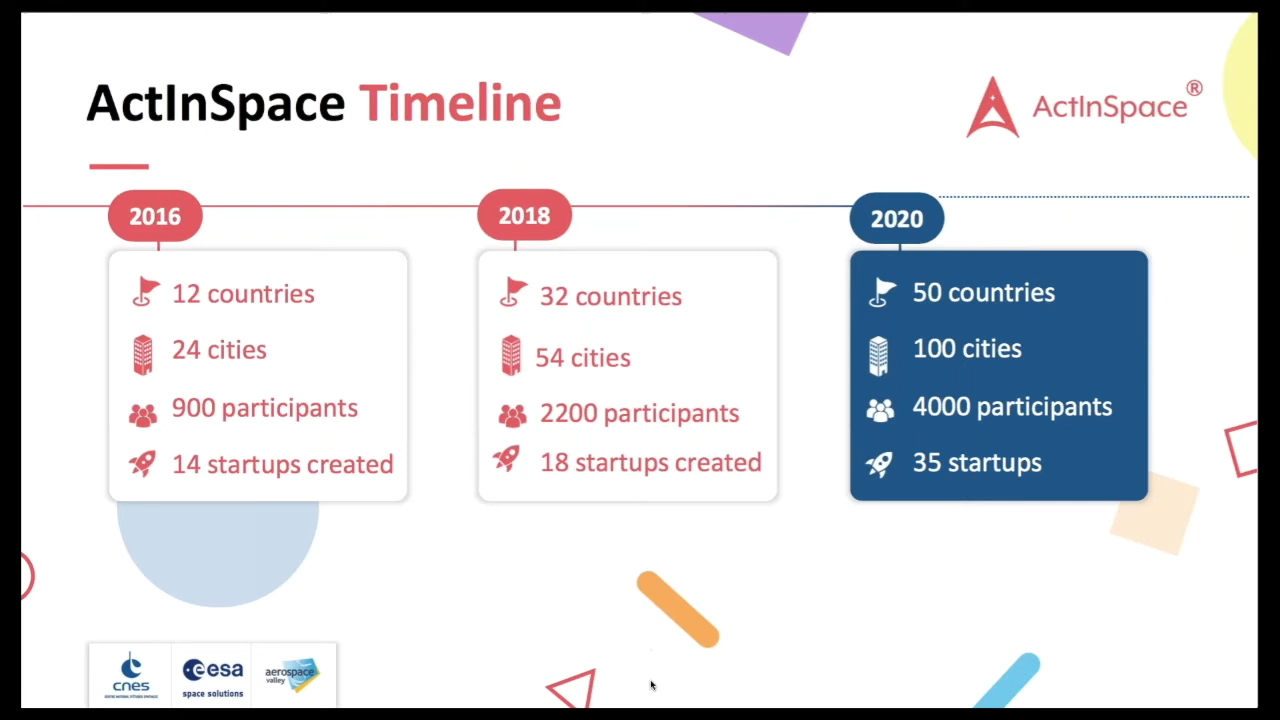 ActInSpace Timeline
ActInSpace®
2016
12 countries
24 cities
900 participants
14 startups created
2018
32 countries
54 cities
2200 participants
18 startups created
2020
50 countries
100 cities
4000 participants
35 startups
cnes
esa
space solutions
aerospace
valley